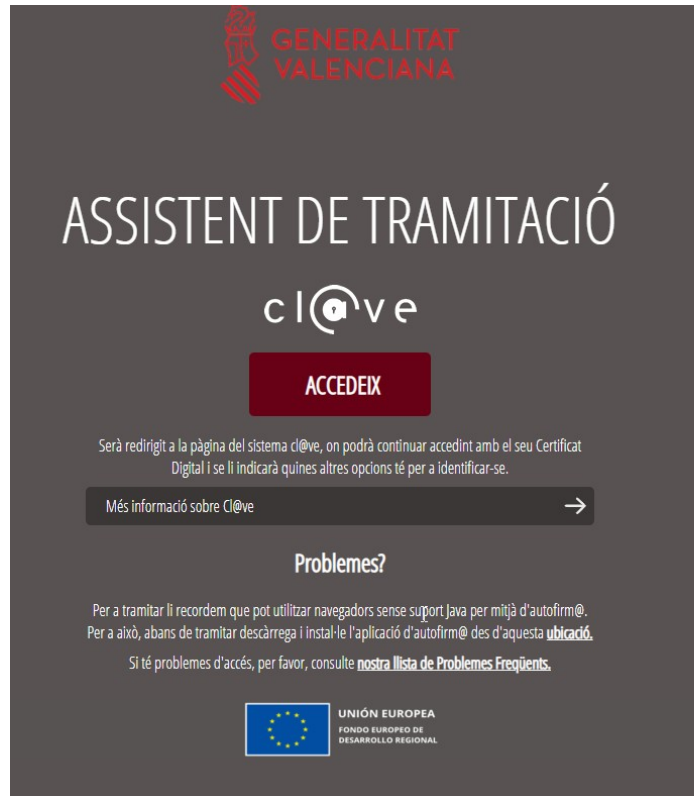 GENERALITAT
VALENCIANA
ASSISTENT DE TRAMITACIÓ
cl@ve
ACCEDEIX
Serà redirigit a la pàgina del sistema cl@ve, on podrà continuar accedint amb el seu Certificat
Digital i se li indicarà quines altres opcions té per a identificar-se.
Més informació sobre Cl@ve
Problemes?
Per a tramitar li recordem que pot utilitzar navegadors sense suport Java per mitjà d'autofirm@.
Per a això, abans de tramitar descàrrega i instal·le l'aplicació d'autofirm@ des d'aquesta ubicació.
Si té problemes d'accés, per favor, consulte nostra llista de Problemes Freqüents.
UNIÓN EUROPEA
FONDO EUROPEO DE
DESARROLLO REGIONAL